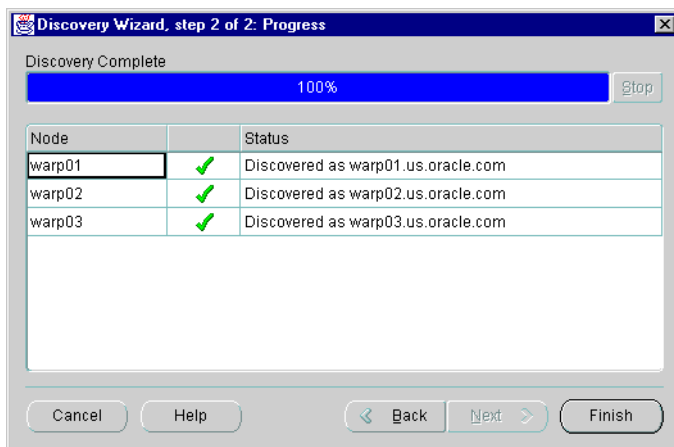 Discovery Wizard, step 2 of 2: Progress
Discovery Complete
100% Stop
Node Status
warp01 Discovered as warp01.us.oracle.com
warp02 Discovered as warp02.us.oracle.com
warp03 Discovered as warp03.us.oracle.com
Cancel Help Back Next Finish